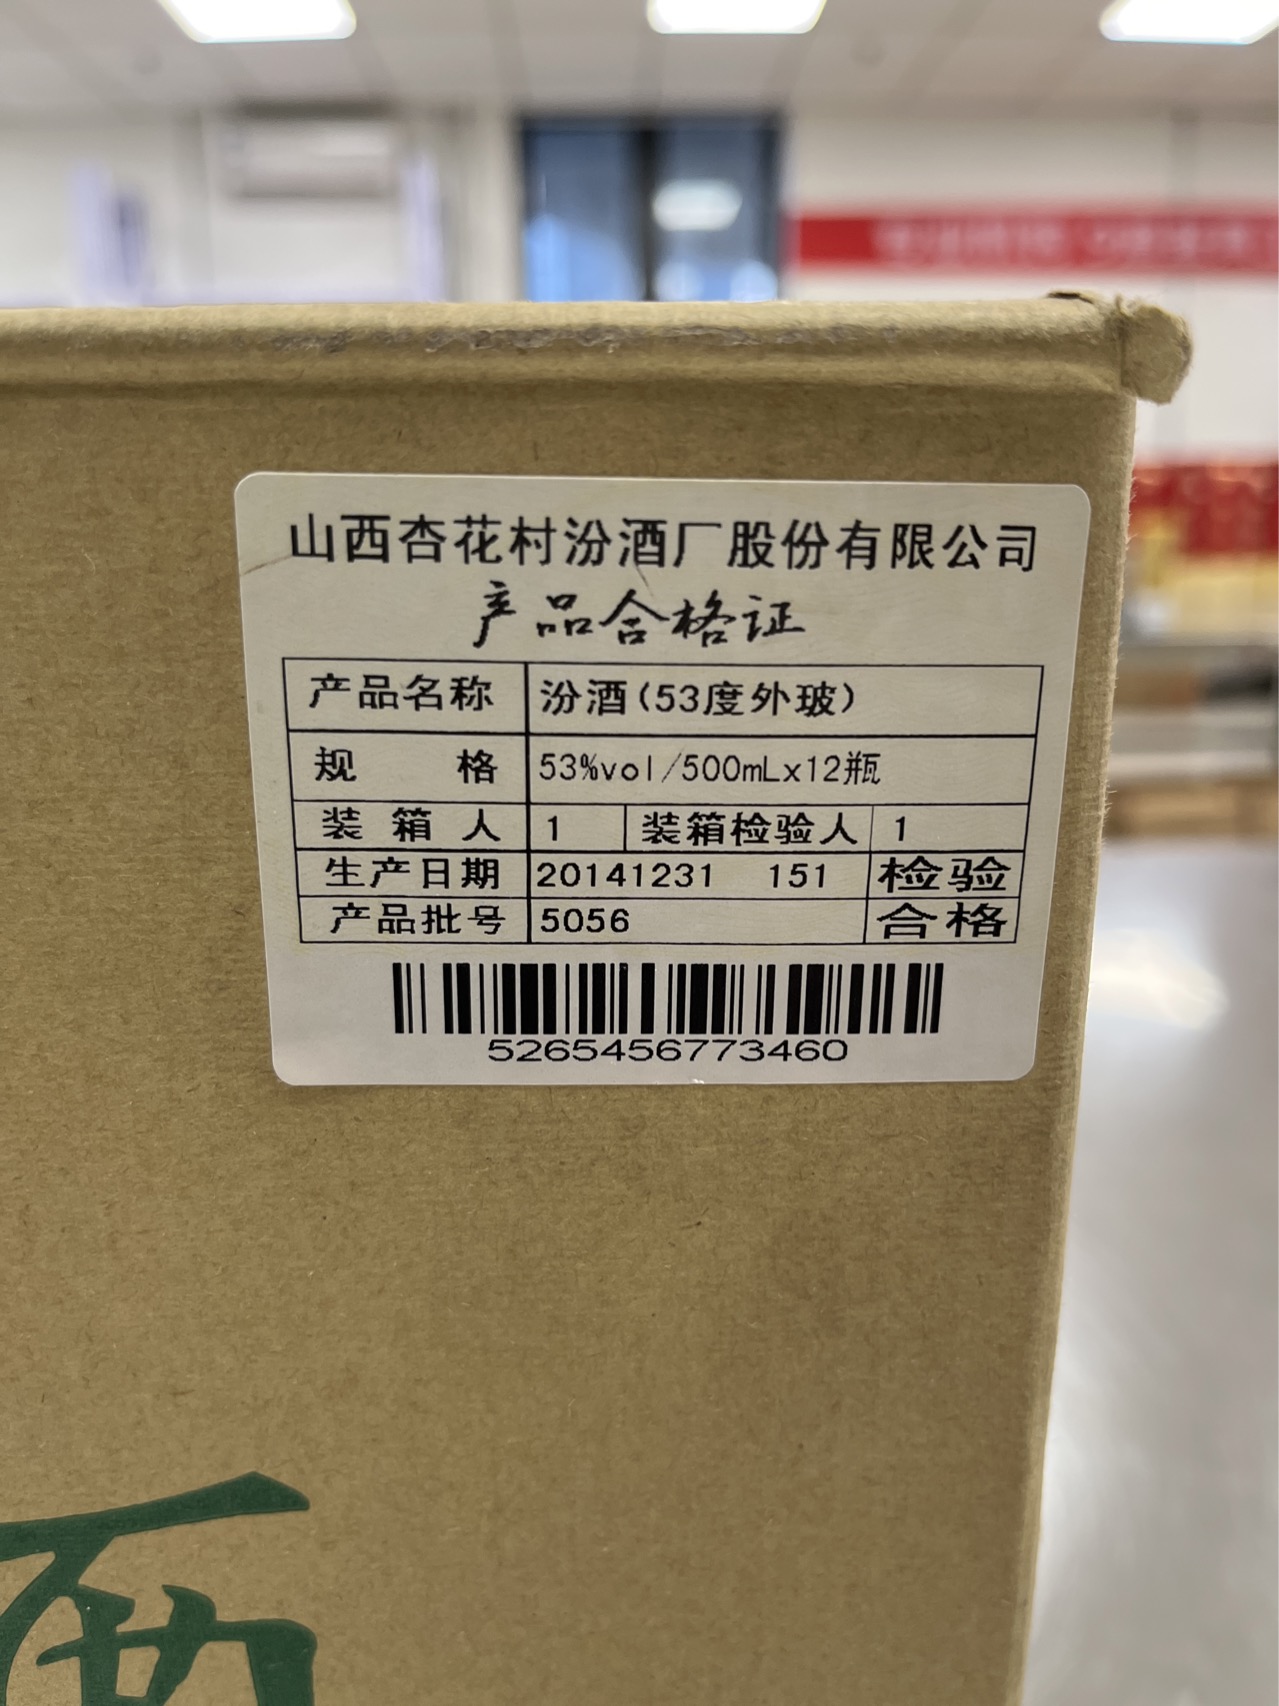 山西杏花村汾酒厂股份有限公司
产品合格证
产品名称 汾酒(53度外玻)
规 格 53%vol/500mLx12瓶
装箱人 1 装箱检验人 1
生产日期 20141231 151 检验
产品批号 5056 合格
5265456773460